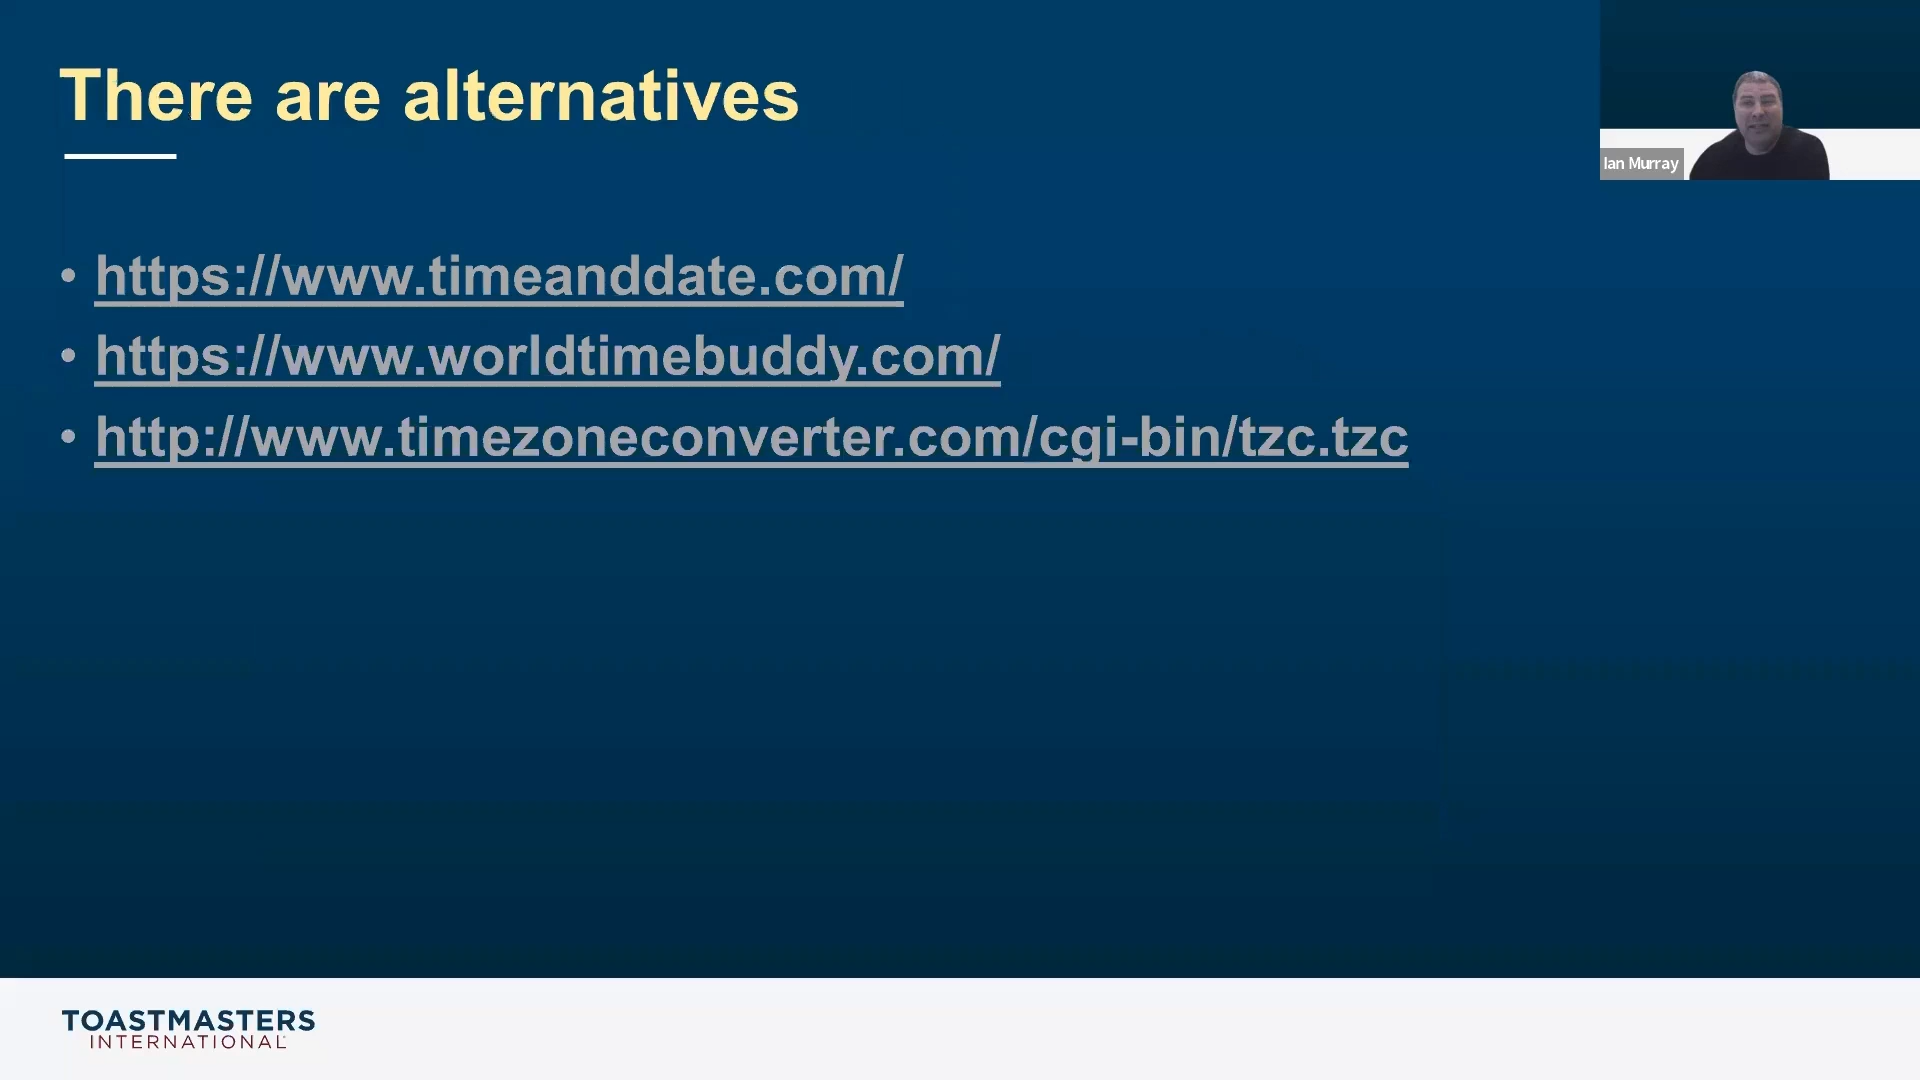 There are alternatives
Ian Murray
• https://www.timeanddate.com/
• https://www.worldtimebuddy.com/
• http://www.timezoneconverter.com/cgi-bin/tzc.tzc
TOASTMASTERS
INTERNATIONAL